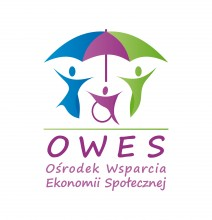 OWES
Ośrodek Wsparcia
Ekonomii Społecznej